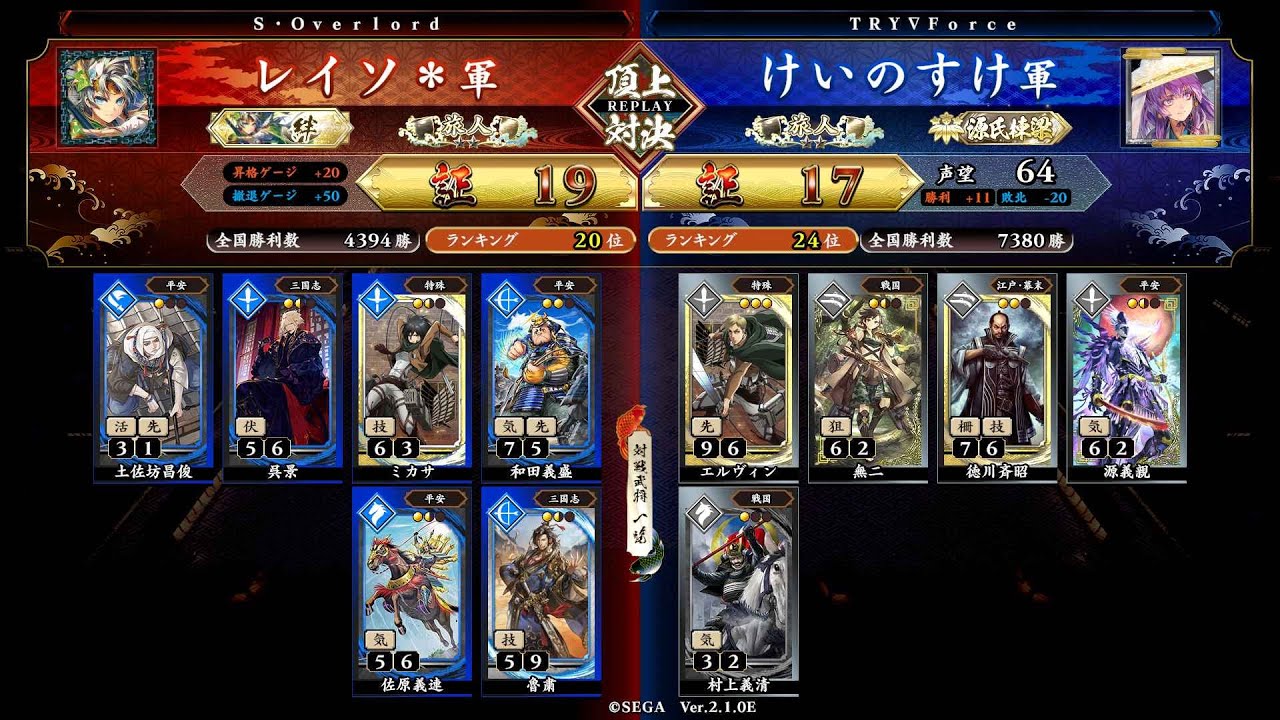 S・Overlord
TRY∇Force
レイソ*軍
頂上
REPLAY
対決
けいのすけ軍
絆
旅人
旅人
源氏棟梁
昇格ゲージ +20
撤退ゲージ +50
証 19
証 17
声望 64
勝利 +11 敗北 -20
全国勝利数 4394勝
ランキング 20位
ランキング 24位
全国勝利数 7380勝
平安
活 先
3 1
土佐坊昌俊
三国志
伏
5 6
呉景
特殊
技
6 3
ミカサ
平安
気 先
7 5
和田義盛
特殊
先
9 6
エルヴィン
戦国
狙
6 2
無二
江戸・幕末
柵 技
7 6
徳川斉昭
平安
気
6 2
源義親
対戦武将一覧
平安
気
5 6
佐原義連
三国志
技
5 9
魯粛
戦国
気
3 2
村上義清
©SEGA Ver.2.1.0E